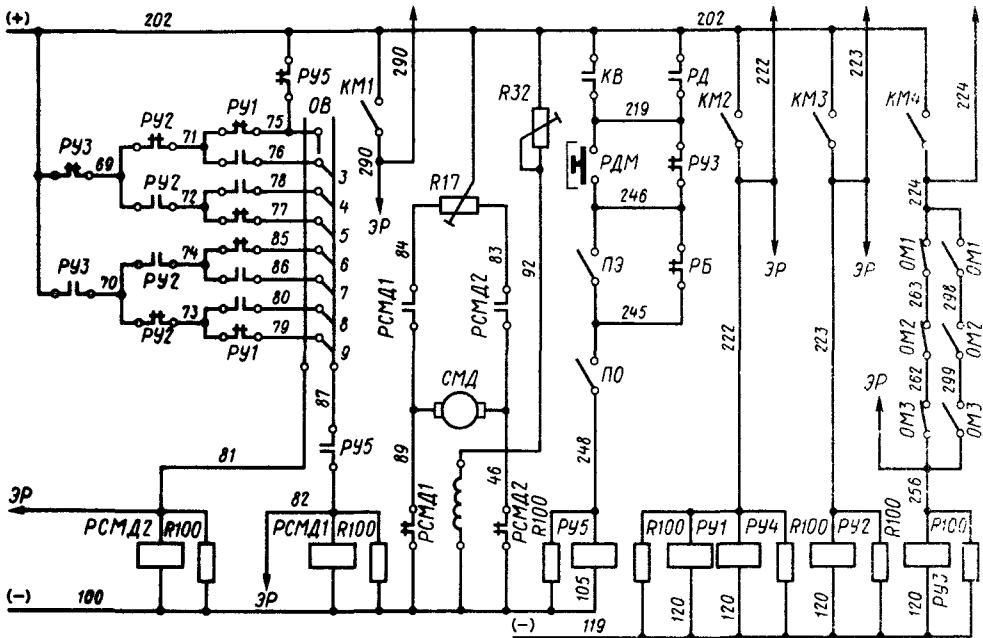 (+) 202 202
290 222 223 224
РУ5 КМ1 КВ РД
ОВ R32 КМ2 КМ3 КМ4
РУ1 75 219
РУ2 71 76
РУ3 69 3 290 РДМ РУ3
78 R17 224
РУ2 72 4 246
77 5 ЭР
85 84 83 ОМ1 ОМ1
РУ3 74 6 92 ПЭ РБ ЭР ЭР
70 РУ2 86 7 РСМД1 РСМД2 263 298
80 8 245
73 79 ОМ2 ОМ2
РУ2 РУ1 9 222 223
87 СМД ПО ЭР 262 299
ОМ3 ОМ3
РУ5 89 46 248
81 256
ЭР 82 РСМД1 РСМД2
РСМД2 R100 РСМД1 R100 R100 РУ5 R100 РУ1 РУ4 R100 РУ2 R100 R100
105 РУ3
(-) 100 ЭР 120 120 120 120
(-) 119